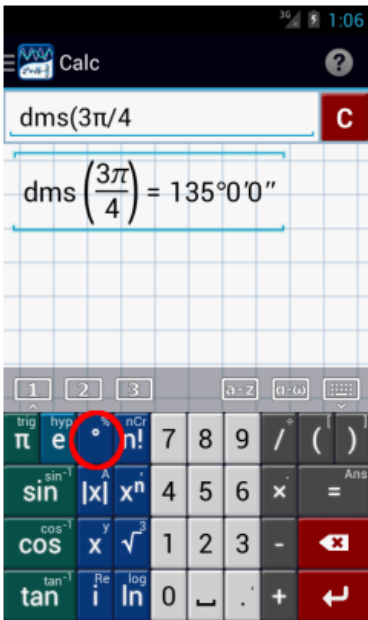 3G 1:06
Calc ?
dms(3π/4 C
dms (3π/4) = 135°0′0″
1 2 3 a-z α-ω
trig hyp % nCr ÷ [ ]
π e ° n! 7 8 9 / ( )
sin⁻¹ A Ans
sin |x| xⁿ 4 5 6 × =
cos⁻¹ y 3
cos x √ 1 2 3 -
tan⁻¹ Re log
tan i ln 0 . +